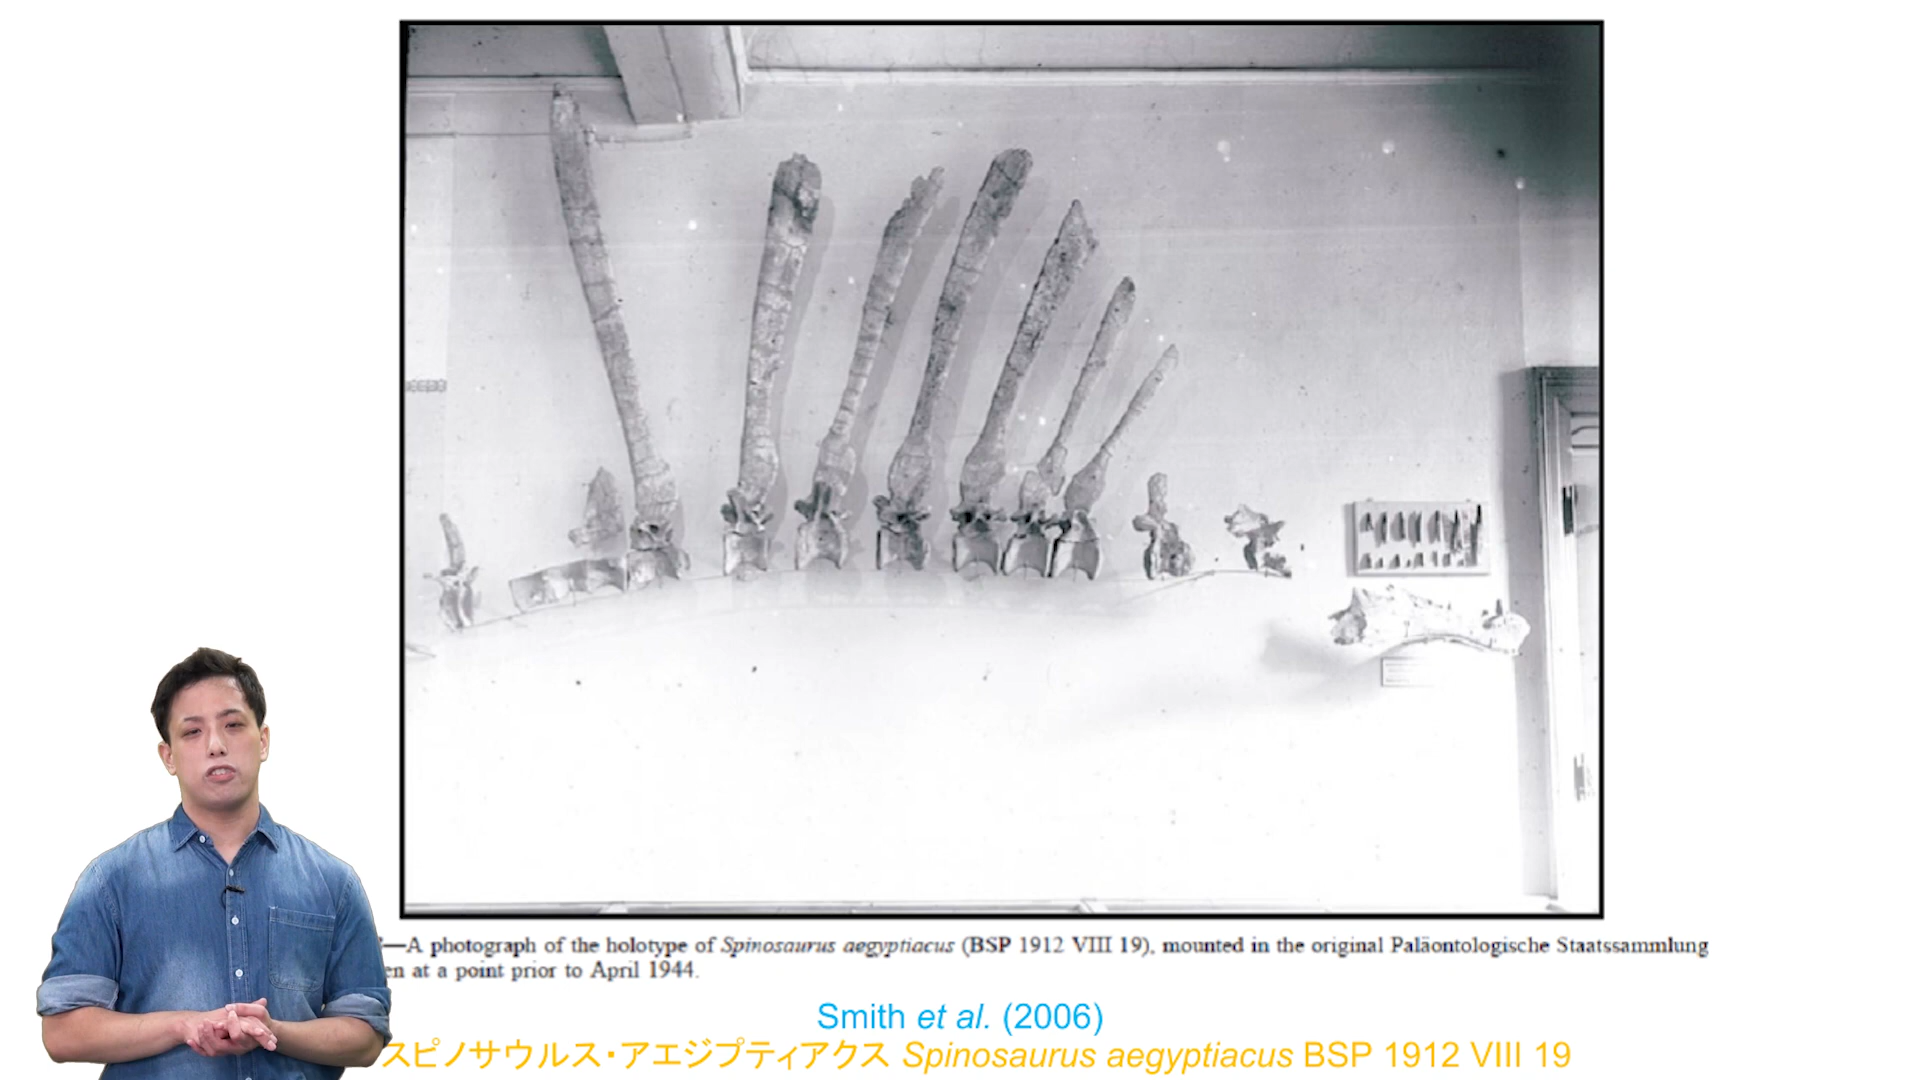 —A photograph of the holotype of Spinosaurus aegyptiacus (BSP 1912 VIII 19), mounted in the original Paläontologische Staatssammlung
en at a point prior to April 1944.
Smith et al. (2006)
スピノサウルス・アエジプティアクス Spinosaurus aegyptiacus BSP 1912 VIII 19